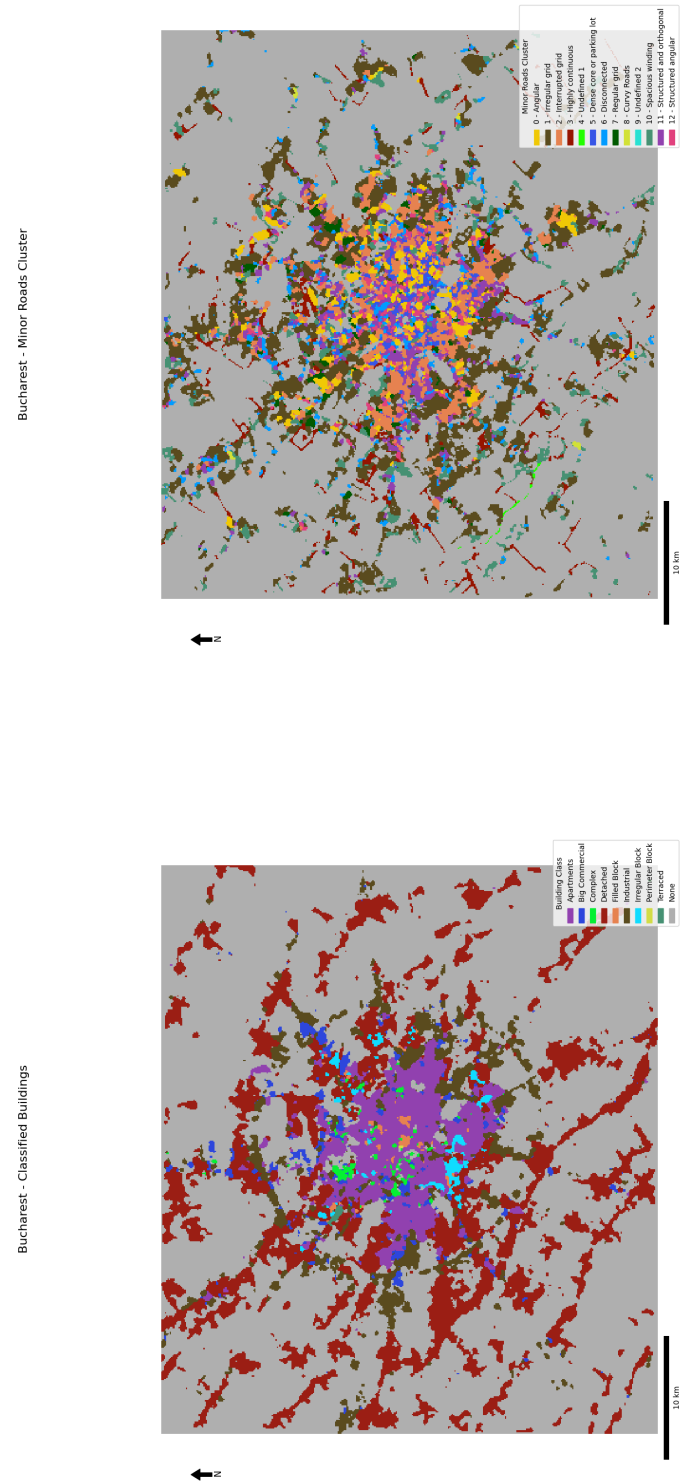 Bucharest - Minor Roads Cluster
Minor Roads Cluster
0 - Angular
1 - Irregular grid
2 - Interrupted grid
3 - Highly continuous
4 - Undefined 1
5 - Dense core or parking lot
6 - Disconnected
7 - Regular grid
8 - Curvy Roads
9 - Undefined 2
10 - Spacious winding
11 - Structured and orthogonal
12 - Structured angular
10 km
N
Bucharest - Classified Buildings
Building Class
Apartments
Big Commercial
Complex
Detached
Filled Block
Industrial
Irregular Block
Perimeter Block
Terraced
None
10 km
N